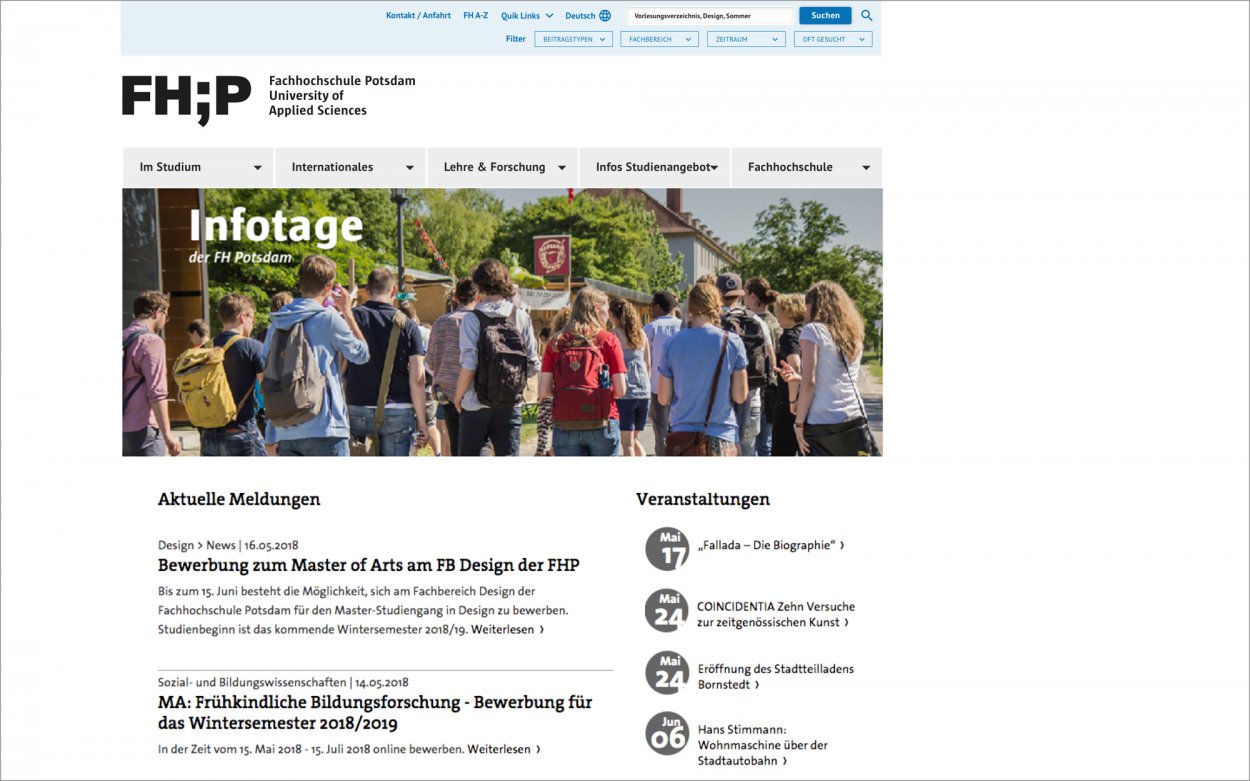 Kontakt / Anfahrt FH A-Z Quik Links Deutsch Vorlesungsverzeichnis, Design, Sommer Suchen
Filter BEITRAGSTYPEN FACHBEREICH ZEITRAUM OFT GESUCHT
FH;P
Fachhochschule Potsdam
University of
Applied Sciences
Im Studium Internationales Lehre & Forschung Infos Studienangebot Fachhochschule
Infotage
der FH Potsdam
Aktuelle Meldungen
Design > News | 16.05.2018
Bewerbung zum Master of Arts am FB Design der FHP
Bis zum 15. Juni besteht die Möglichkeit, sich am Fachbereich Design der
Fachhochschule Potsdam für den Master-Studiengang in Design zu bewerben.
Studienbeginn ist das kommende Wintersemester 2018/19. Weiterlesen ›
Sozial- und Bildungswissenschaften | 14.05.2018
MA: Frühkindliche Bildungsforschung - Bewerbung für
das Wintersemester 2018/2019
In der Zeit vom 15. Mai 2018 - 15. Juli 2018 online bewerben. Weiterlesen ›
Veranstaltungen
Mai
17
„Fallada – Die Biographie“ ›
Mai
24
COINCIDENTIA Zehn Versuche
zur zeitgenössischen Kunst ›
Mai
24
Eröffnung des Stadtteilladens
Bornstedt ›
Jun
06
Hans Stimmann:
Wohnmaschine über der
Stadtautobahn ›